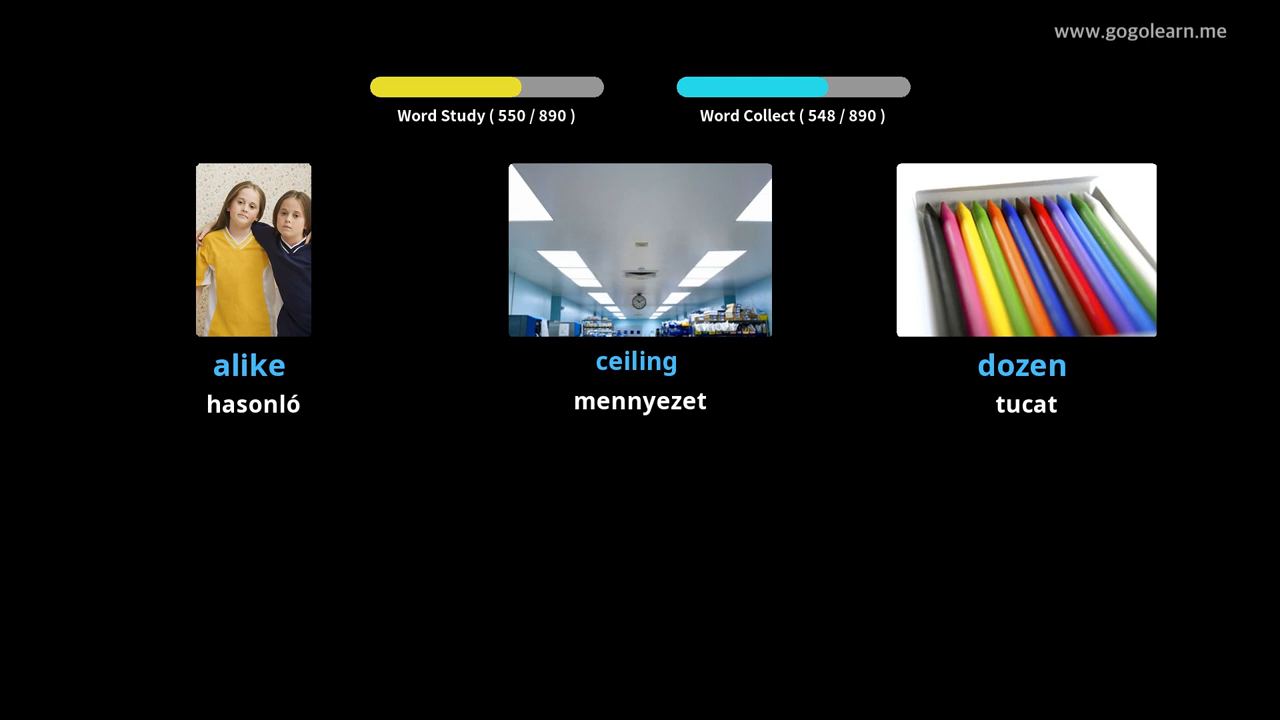 www.gogolearn.me
Word Study ( 550 / 890 )
Word Collect ( 548 / 890 )
alike
hasonló
ceiling
mennyezet
dozen
tucat